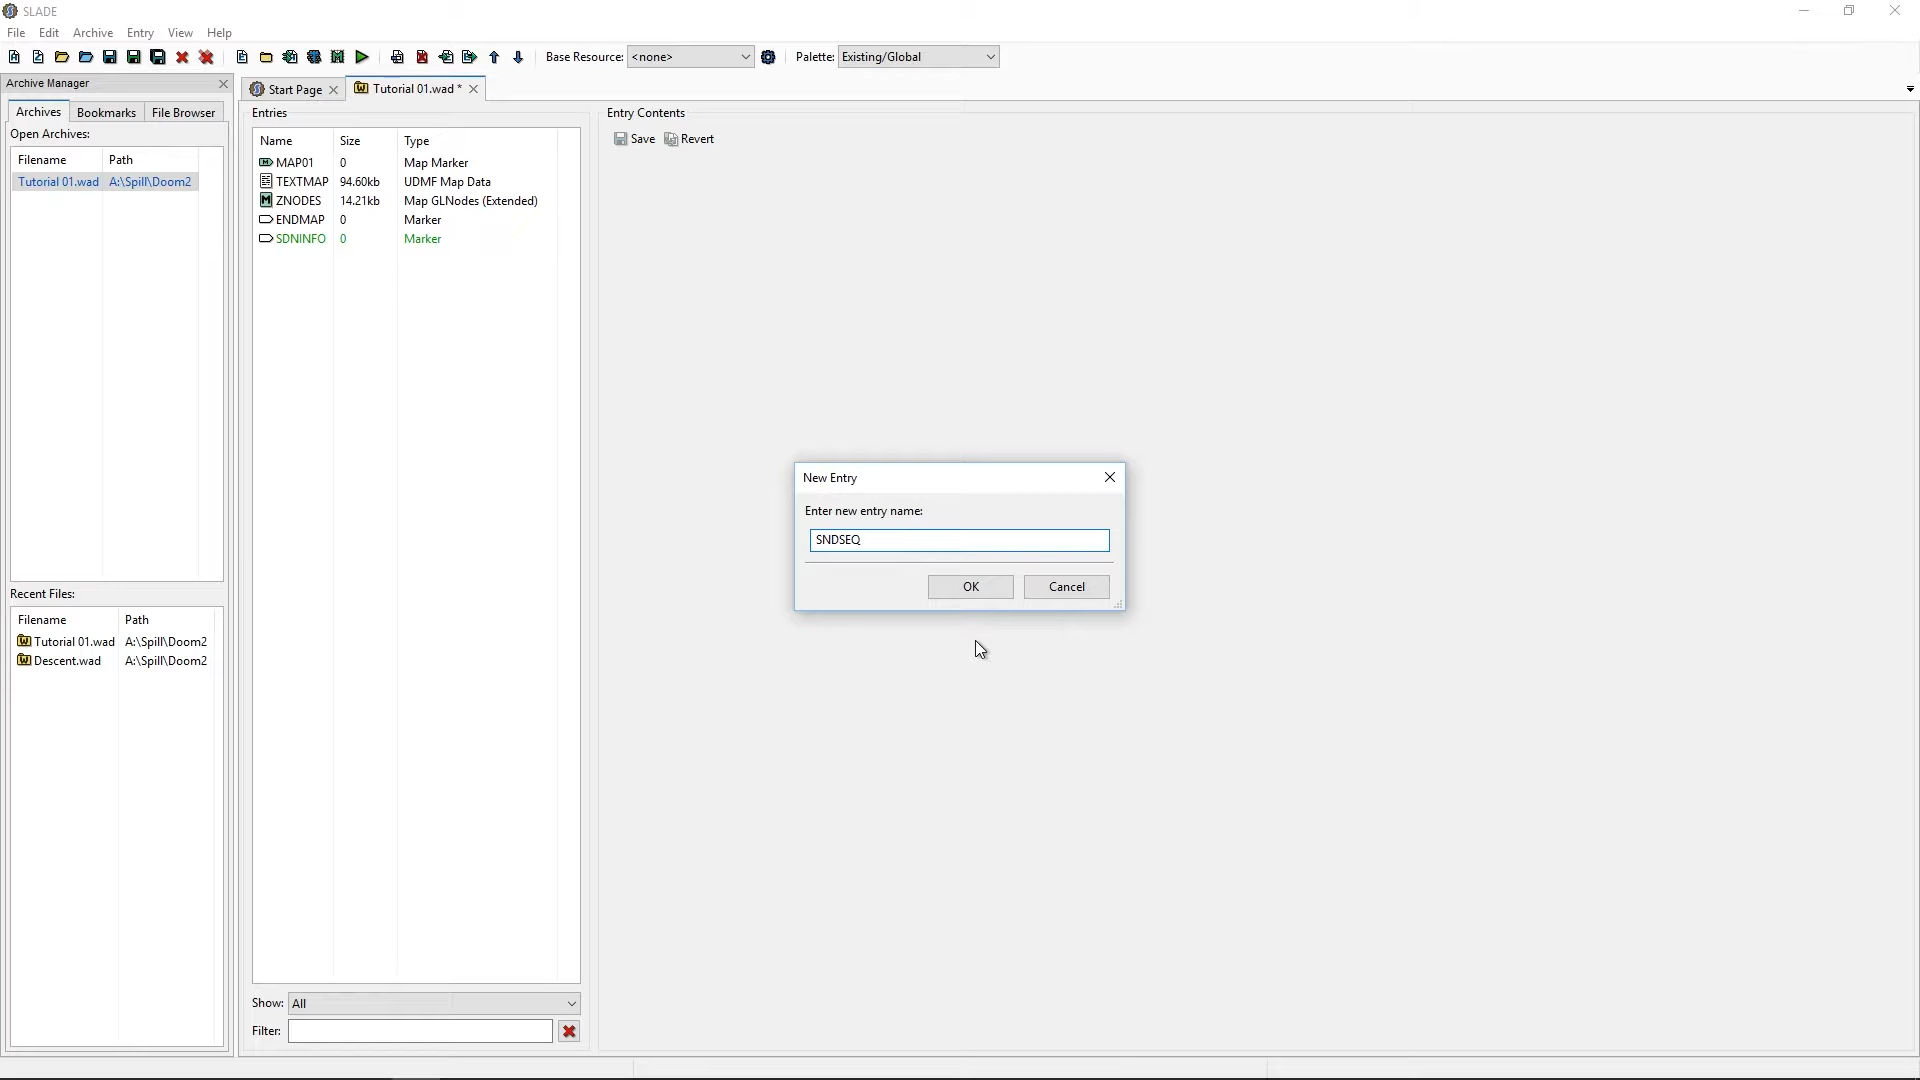 SLADE
File Edit Archive Entry View Help
Base Resource: <none> Palette: Existing/Global
Archive Manager
Start Page Tutorial 01.wad *
Archives Bookmarks File Browser
Open Archives:
Filename Path
Tutorial 01.wad A:\Spill\Doom2
Recent Files:
Filename Path
Tutorial 01.wad A:\Spill\Doom2
Descent.wad A:\Spill\Doom2
Entries
Name Size Type
MAP01 0 Map Marker
TEXTMAP 94.60kb UDMF Map Data
ZNODES 14.21kb Map GLNodes (Extended)
ENDMAP 0 Marker
SDNINFO 0 Marker
Show: All
Filter:
Entry Contents
Save Revert
New Entry
Enter new entry name:
SNDSEQ
OK Cancel